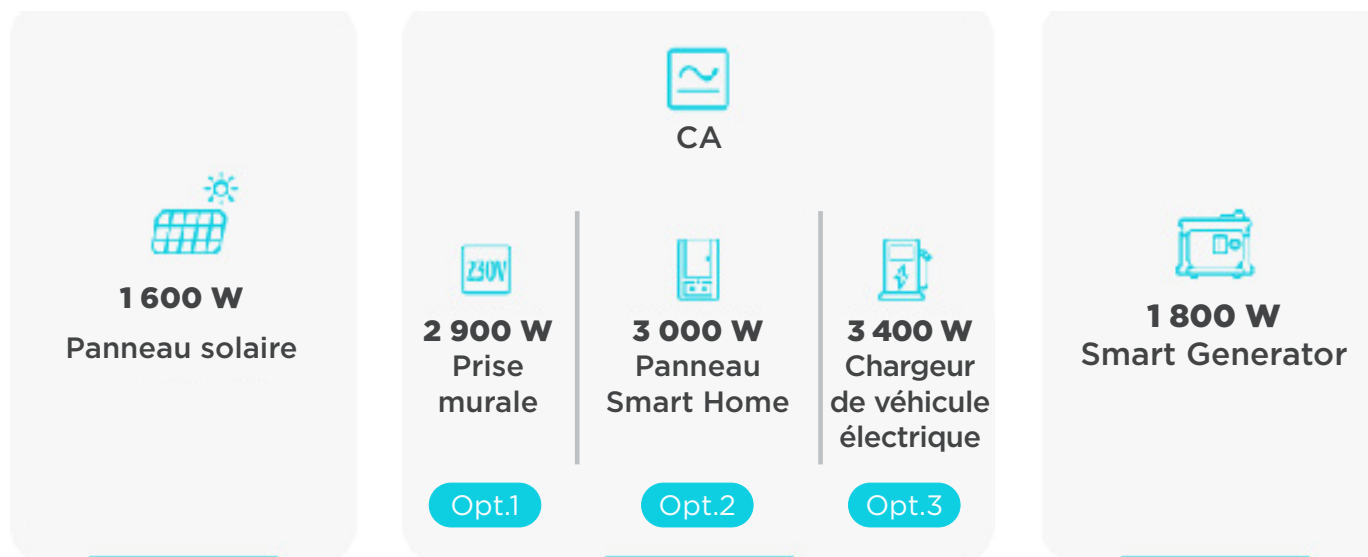 1 600 W
Panneau solaire
CA
230V
2 900 W
Prise
murale
Opt.1
3 000 W
Panneau
Smart Home
Opt.2
3 400 W
Chargeur
de véhicule
électrique
Opt.3
1 800 W
Smart Generator